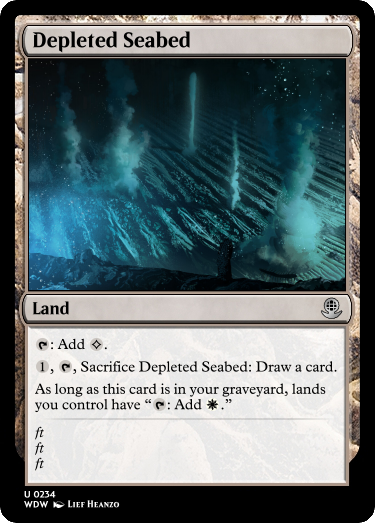 Depleted Seabed
Land
: Add .
1, , Sacrifice Depleted Seabed: Draw a card.
As long as this card is in your graveyard, lands
you control have “: Add .”
ft
ft
ft
U 0234
WDW Lief Heanzo